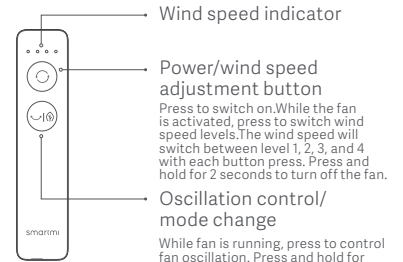 Wind speed indicator
Power/wind speed
adjustment button
Press to switch on.While the fan
is activated, press to switch wind
speed levels.The wind speed will
switch between level 1, 2, 3, and 4
with each button press. Press and
hold for 2 seconds to turn off the fan.
Oscillation control/
mode change
smartmi
While fan is running, press to control
fan oscillation. Press and hold for